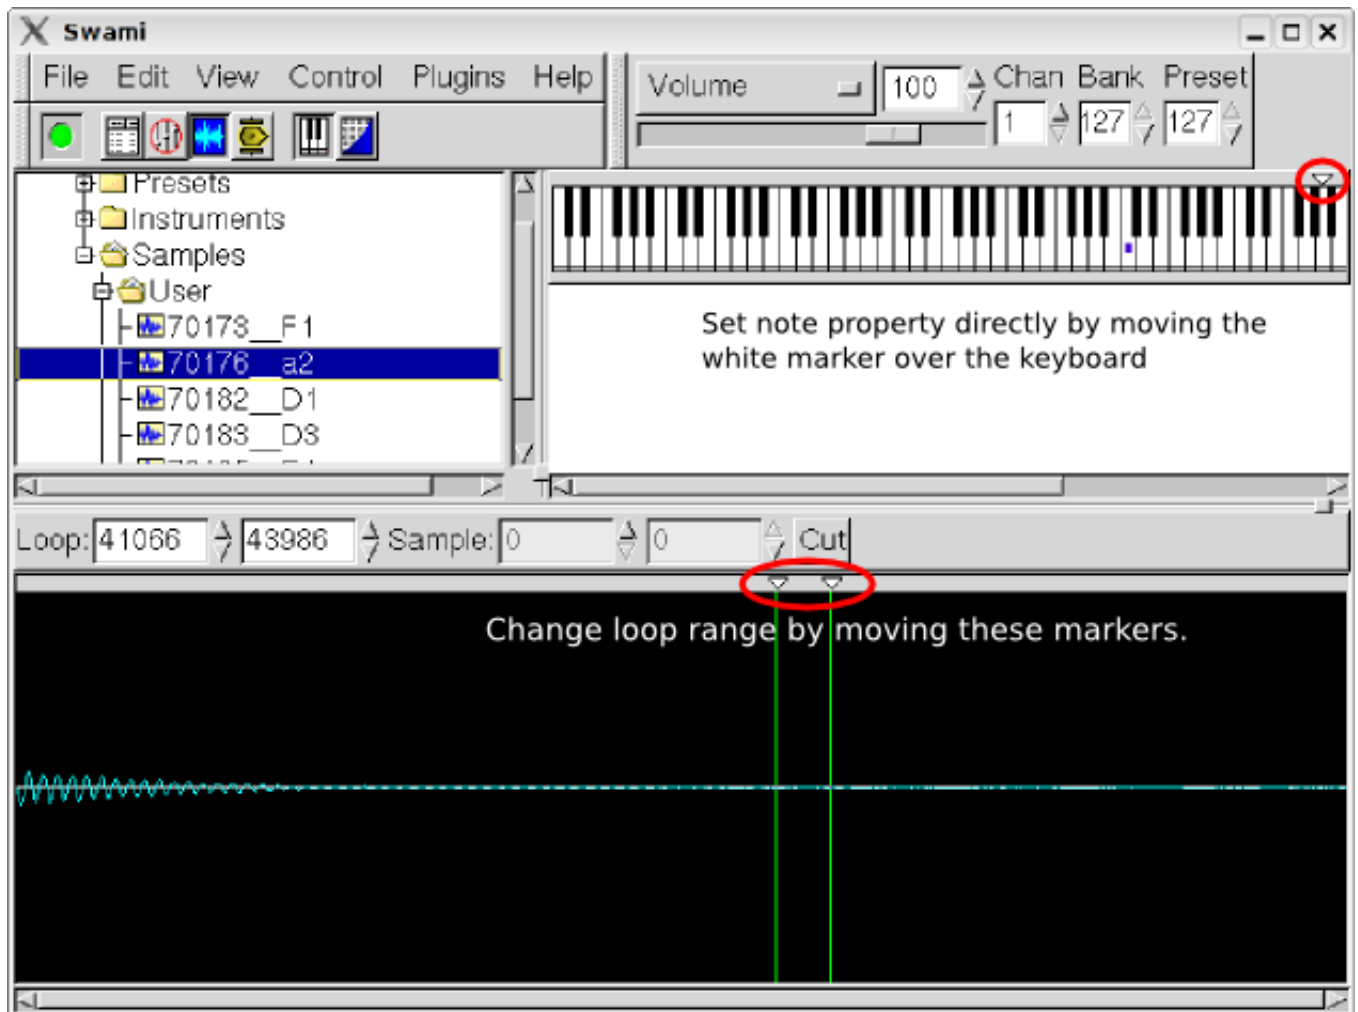 Swami
File Edit View Control Plugins Help
Volume 100 Chan Bank Preset
1 127 127
Presets
Instruments
Samples
User
70173__F1
70176__a2
70182__D1
70183__D3
Set note property directly by moving the
white marker over the keyboard
Loop: 41066 43986 Sample: 0 0 Cut
Change loop range by moving these markers.